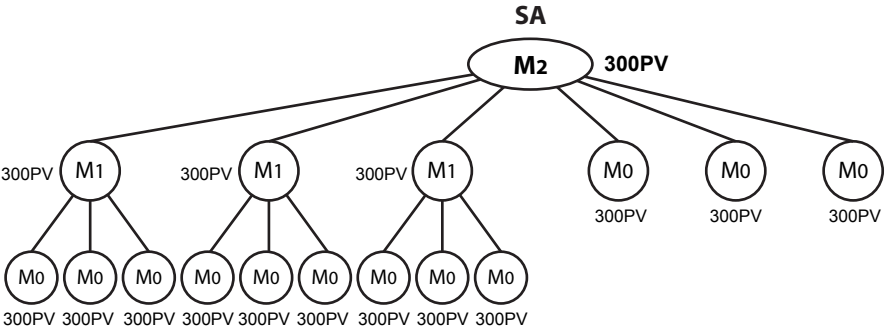 SA
M2 300PV
300PV M1 300PV M1 300PV M1 M0 M0 M0
300PV 300PV 300PV
M0 M0 M0 M0 M0 M0 M0 M0 M0
300PV 300PV 300PV 300PV 300PV 300PV 300PV 300PV 300PV